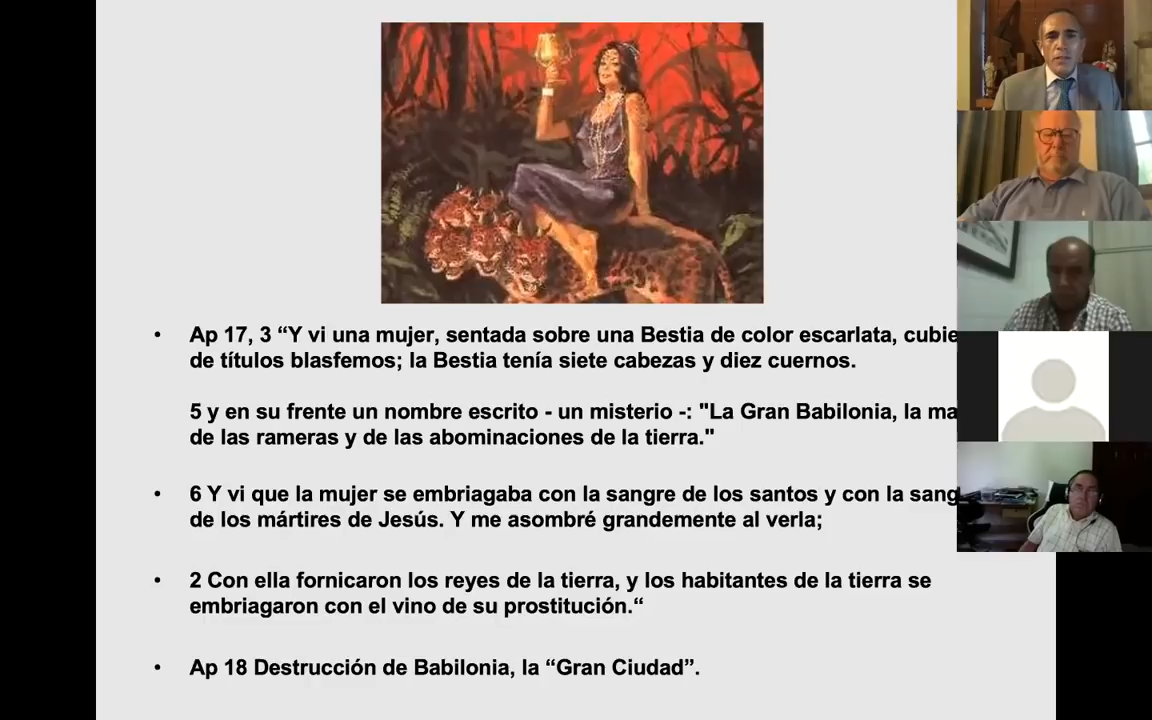 • Ap 17, 3 “Y vi una mujer, sentada sobre una Bestia de color escarlata,
de títulos blasfemos; la Bestia tenía siete cabezas y diez cuernos.
5 y en su frente un nombre escrito - un misterio -: "La Gran Babilonia, la
de las rameras y de las abominaciones de la tierra."
• 6 Y vi que la mujer se embriagaba con la sangre de los santos y con la
de los mártires de Jesús. Y me asombré grandemente al verla;
• 2 Con ella fornicaron los reyes de la tierra, y los habitantes de la tierra se
embriagaron con el vino de su prostitución.“
• Ap 18 Destrucción de Babilonia, la “Gran Ciudad”.